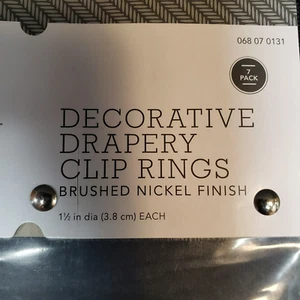 068 07 0131
7
PACK
DECORATIVE
DRAPERY
CLIP RINGS
BRUSHED NICKEL FINISH
1½ in dia (3.8 cm) EACH